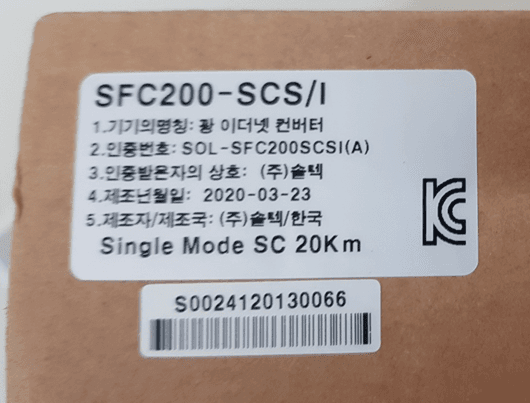 SFC200-SCS/I
1.기기의명칭: 광 이더넷 컨버터
2.인증번호: SOL-SFC200SCSI(A)
3.인증받은자의 상호: (주)솔텍
4.제조년월일: 2020-03-23
5.제조자/제조국: (주)솔텍/한국
Single Mode SC 20Km
S0024120130066